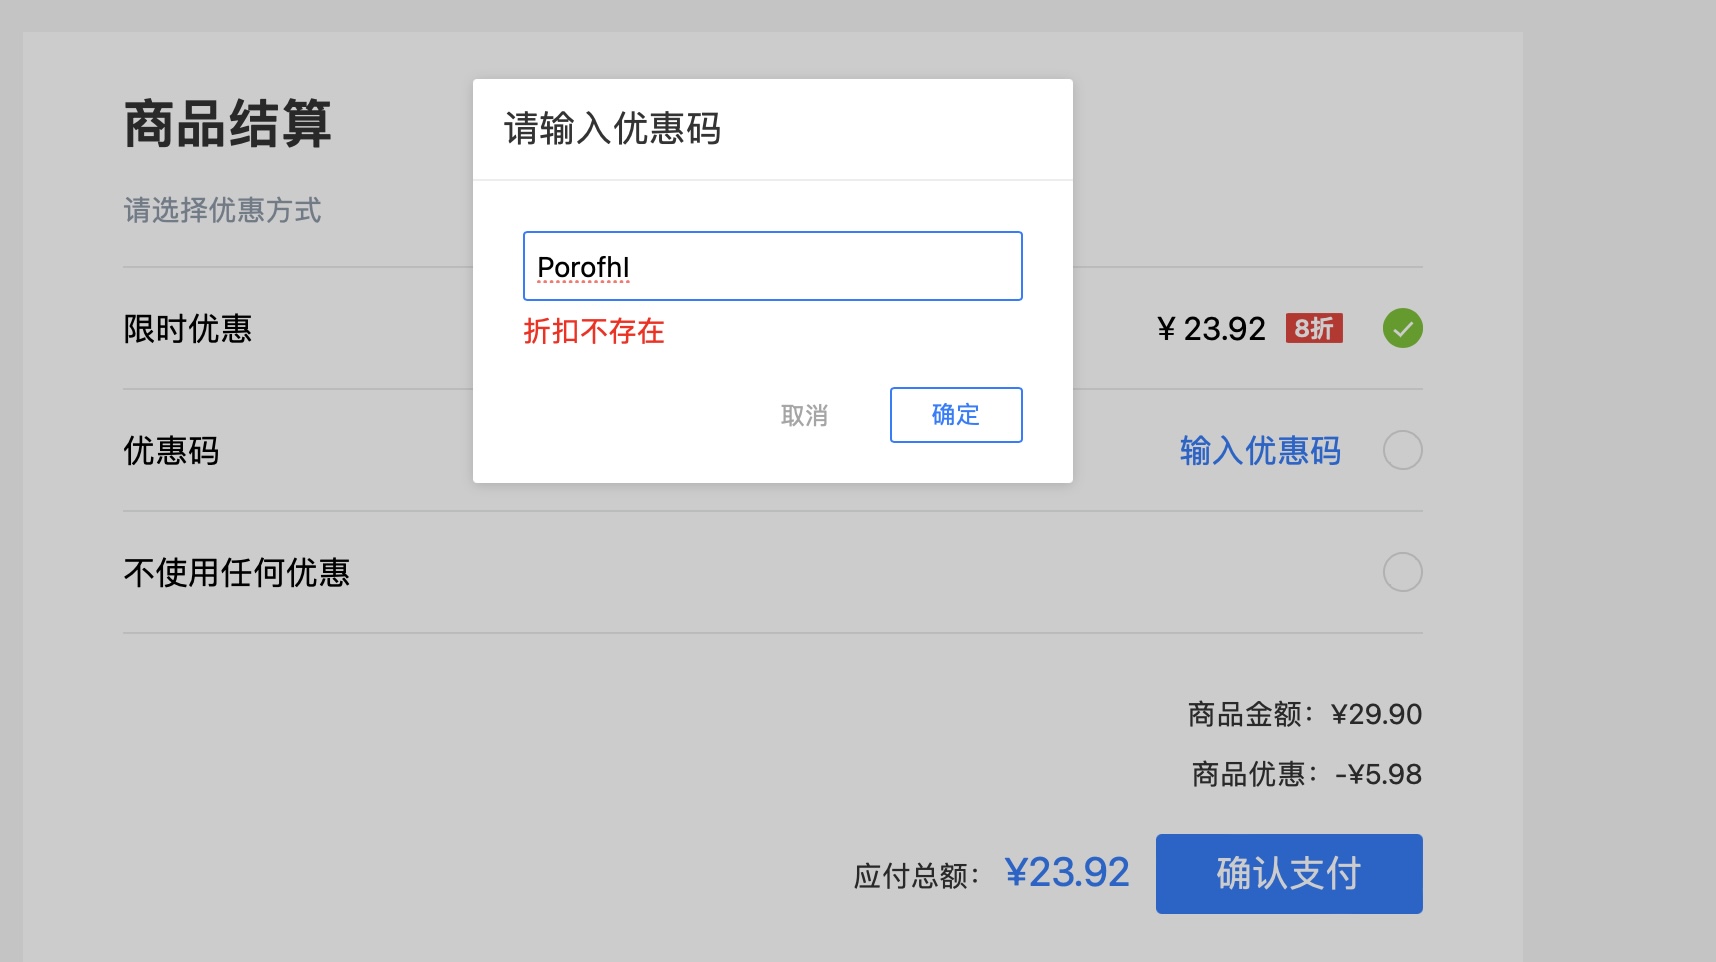 商品结算
请选择优惠方式
请输入优惠码
Porofhl
折扣不存在
取消
确定
限时优惠
¥ 23.92 8折
优惠码
输入优惠码
不使用任何优惠
商品金额：¥29.90
商品优惠：-¥5.98
应付总额：¥23.92
确认支付